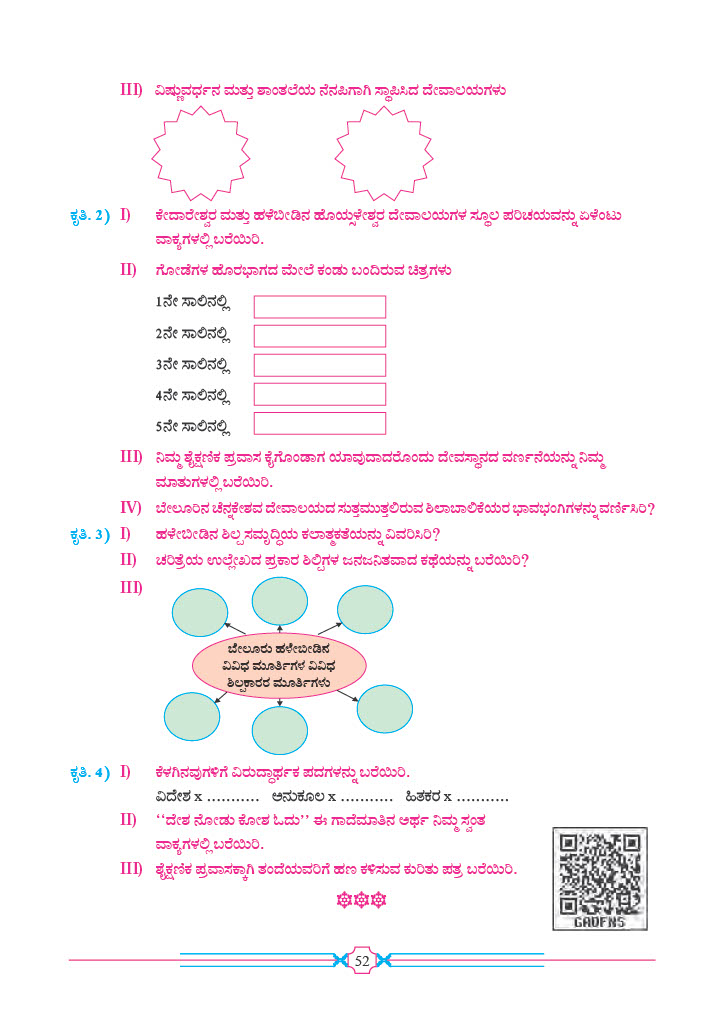 III) ವಿಷ್ಣುವರ್ಧನ ಮತ್ತು ಶಾಂತಲೆಯ ನೆನಪಿಗಾಗಿ ಸ್ಥಾಪಿಸಿದ ದೇವಾಲಯಗಳು
ಕೃತಿ. 2) I) ಕೇದಾರೇಶ್ವರ ಮತ್ತು ಹಳೆಬೀಡಿನ ಹೊಯ್ಸಳೇಶ್ವರ ದೇವಾಲಯಗಳ ಸ್ಥೂಲ ಪರಿಚಯವನ್ನು ಏಳೆಂಟು
ವಾಕ್ಯಗಳಲ್ಲಿ ಬರೆಯಿರಿ.
II) ಗೋಡೆಗಳ ಹೊರಭಾಗದ ಮೇಲೆ ಕಂಡು ಬಂದಿರುವ ಚಿತ್ರಗಳು
1ನೇ ಸಾಲಿನಲ್ಲಿ
2ನೇ ಸಾಲಿನಲ್ಲಿ
3ನೇ ಸಾಲಿನಲ್ಲಿ
4ನೇ ಸಾಲಿನಲ್ಲಿ
5ನೇ ಸಾಲಿನಲ್ಲಿ
III) ನಿಮ್ಮ ಶೈಕ್ಷಣಿಕ ಪ್ರವಾಸ ಕೈಗೊಂಡಾಗ ಯಾವುದಾದರೊಂದು ದೇವಸ್ಥಾನದ ವರ್ಣನೆಯನ್ನು ನಿಮ್ಮ
ಮಾತುಗಳಲ್ಲಿ ಬರೆಯಿರಿ.
IV) ಬೇಲೂರಿನ ಚೆನ್ನಕೇಶವ ದೇವಾಲಯದ ಸುತ್ತಮುತ್ತಲಿರುವ ಶಿಲಾಬಾಲಿಕೆಯರ ಭಾವಭಂಗಿಗಳನ್ನು ವರ್ಣಿಸಿರಿ?
ಕೃತಿ. 3) I) ಹಳೇಬೀಡಿನ ಶಿಲ್ಪ ಸಮೃದ್ಧಿಯ ಕಲಾತ್ಮಕತೆಯನ್ನು ವಿವರಿಸಿರಿ?
II) ಚರಿತ್ರೆಯ ಉಲ್ಲೇಖದ ಪ್ರಕಾರ ಶಿಲ್ಪಿಗಳ ಜನಜನಿತವಾದ ಕಥೆಯನ್ನು ಬರೆಯಿರಿ?
III)
ಬೇಲೂರು ಹಳೇಬೀಡಿನ
ವಿವಿಧ ಮೂರ್ತಿಗಳ ವಿವಿಧ
ಶಿಲ್ಪಕಾರರ ಮೂರ್ತಿಗಳು
ಕೃತಿ. 4) I) ಕೆಳಗಿನವುಗಳಿಗೆ ವಿರುದ್ಧಾರ್ಥಕ ಪದಗಳನ್ನು ಬರೆಯಿರಿ.
ವಿದೇಶ x ........... ಅನುಕೂಲ x ........... ಹಿತಕರ x ...........
II) ‘‘ದೇಶ ನೋಡು ಕೋಶ ಓದು’’ ಈ ಗಾದೆಮಾತಿನ ಅರ್ಥ ನಿಮ್ಮ ಸ್ವಂತ
ವಾಕ್ಯಗಳಲ್ಲಿ ಬರೆಯಿರಿ.
III) ಶೈಕ್ಷಣಿಕ ಪ್ರವಾಸಕ್ಕಾಗಿ ತಂದೆಯವರಿಗೆ ಹಣ ಕಳಿಸುವ ಕುರಿತು ಪತ್ರ ಬರೆಯಿರಿ.
GADFNS
52